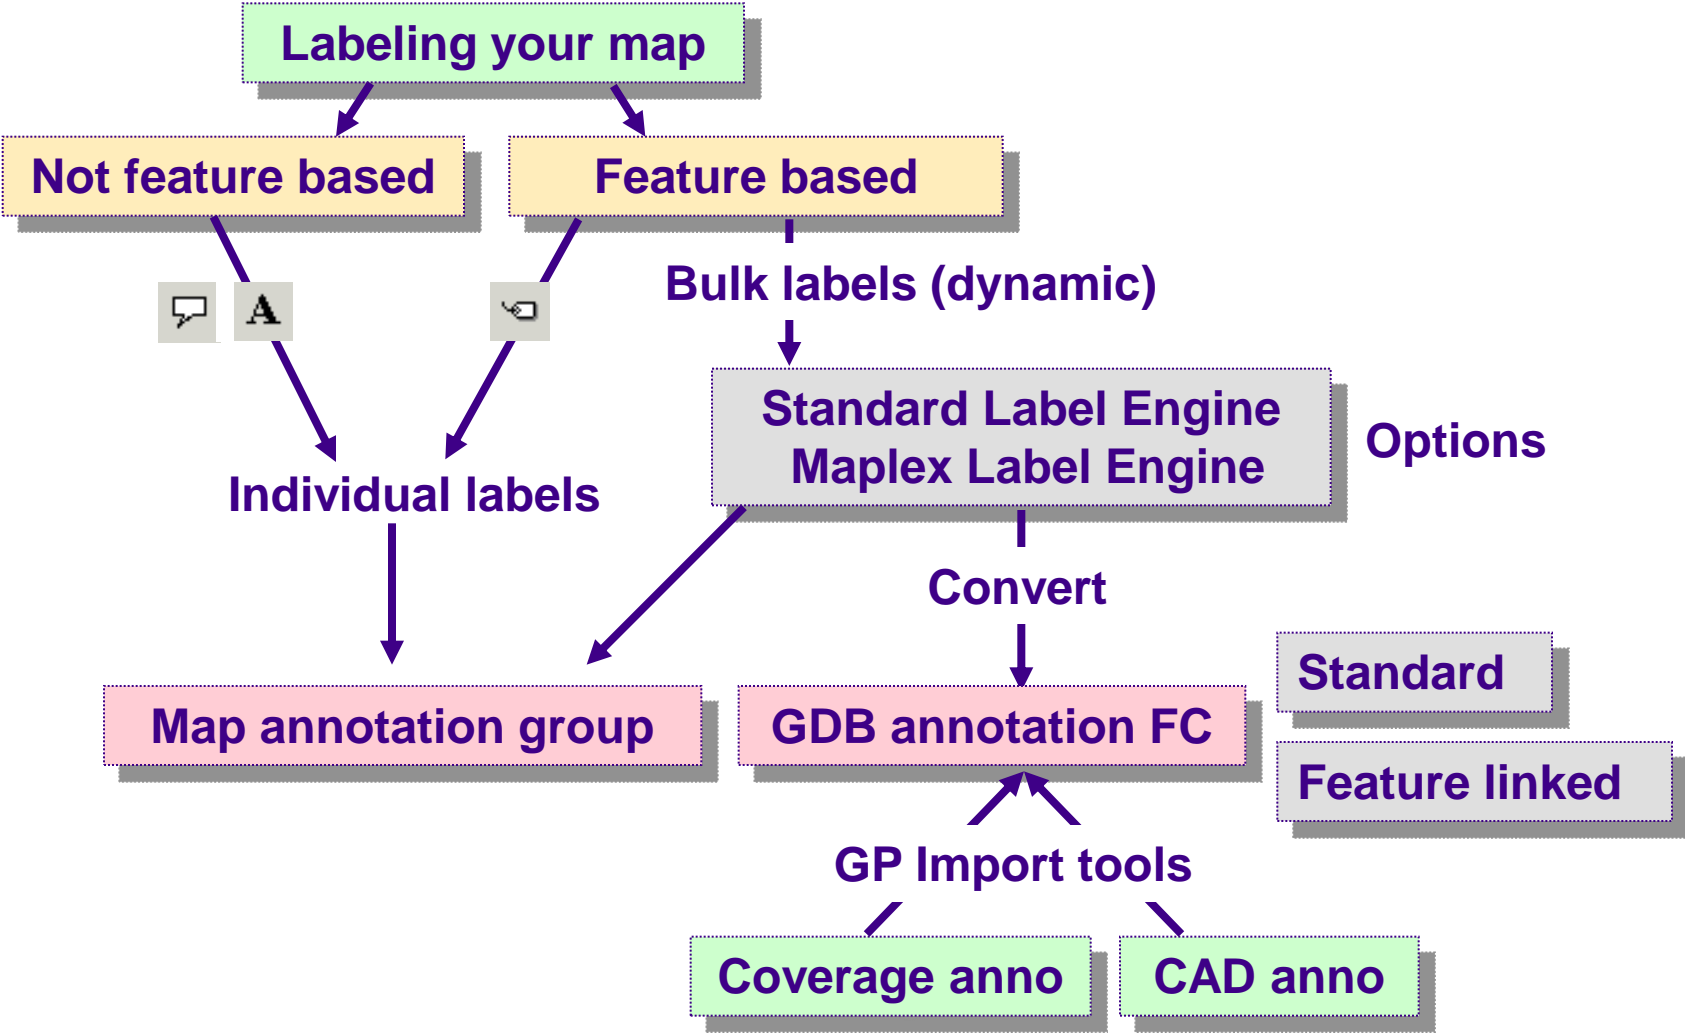 Labeling your map
Not feature based
Feature based
A
Bulk labels (dynamic)
Standard Label Engine
Maplex Label Engine
Options
Individual labels
Convert
Standard
Map annotation group
GDB annotation FC
Feature linked
GP Import tools
Coverage anno
CAD anno